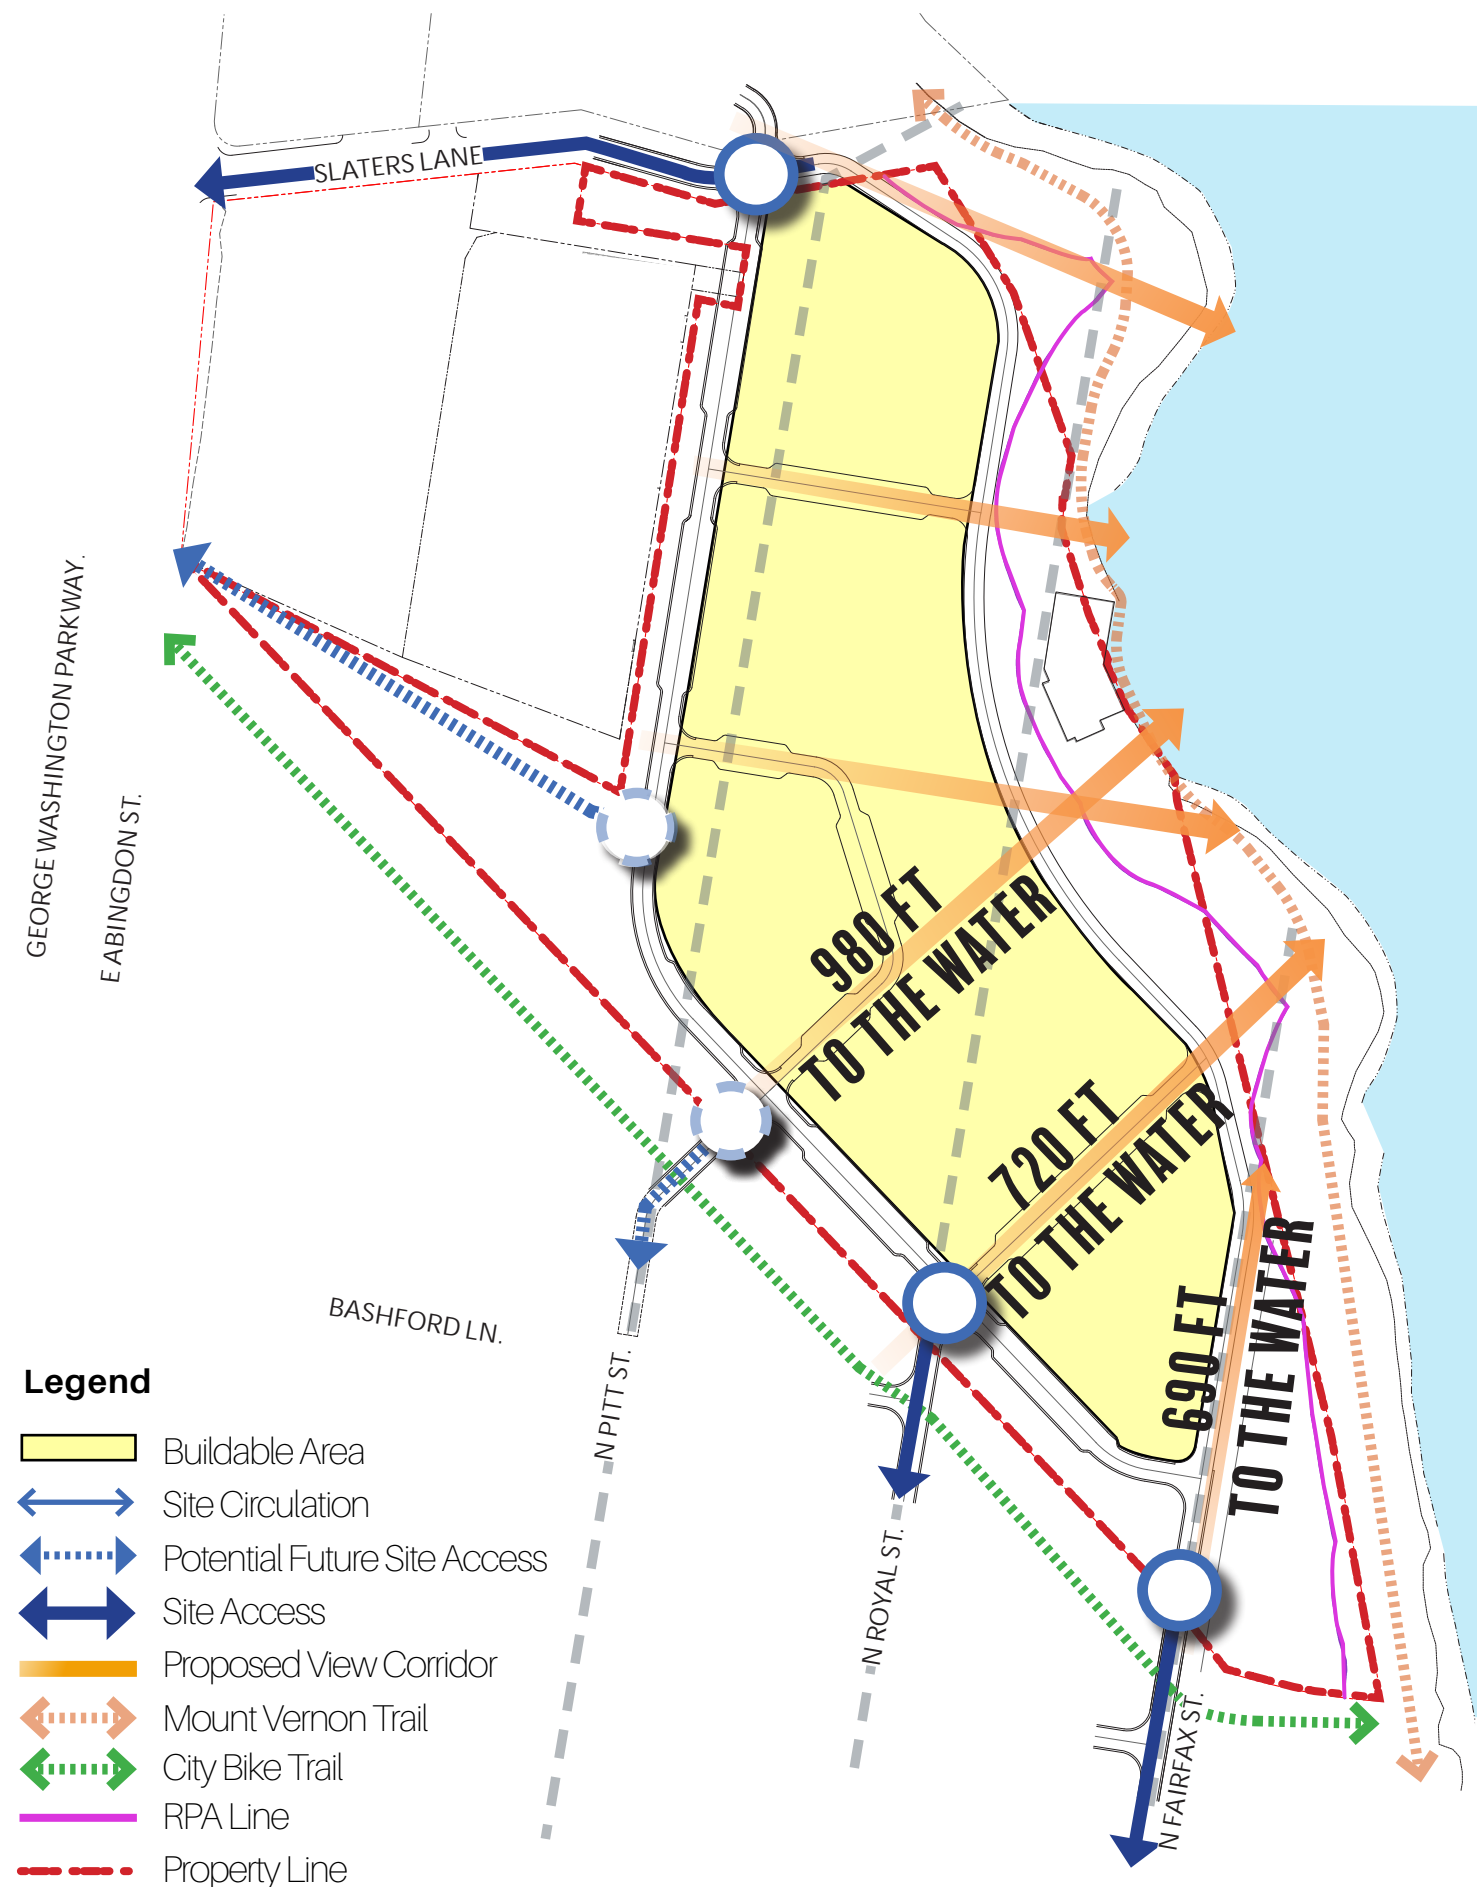 SLATERS LANE
GEORGE WASHINGTON PARKWAY.
E ABINGDON ST.
980 FT
TO THE WATER
720 FT
TO THE WATER
690 FT
TO THE WATER
BASHFORD LN.
N PITT ST.
N ROYAL ST.
N FAIRFAX ST.
Legend
Buildable Area
Site Circulation
Potential Future Site Access
Site Access
Proposed View Corridor
Mount Vernon Trail
City Bike Trail
RPA Line
Property Line